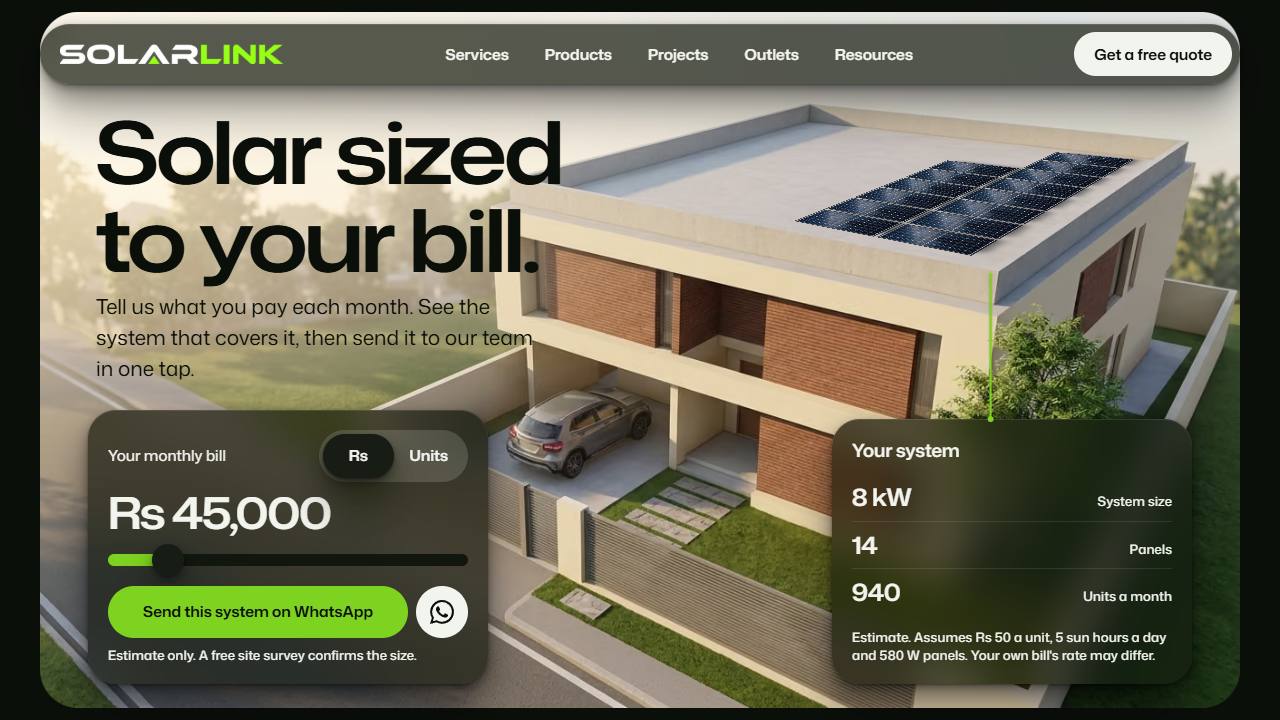 SOLARLINK
Services
Products
Projects
Outlets
Resources
Get a free quote
Solar sized
to your bill.
Tell us what you pay each month. See the
system that covers it, then send it to our team
in one tap.
Your monthly bill
Rs
Units
Rs 45,000
Send this system on WhatsApp
Estimate only. A free site survey confirms the size.
Your system
8 kW
System size
14
Panels
940
Units a month
Estimate. Assumes Rs 50 a unit, 5 sun hours a day
and 580 W panels. Your own bill's rate may differ.